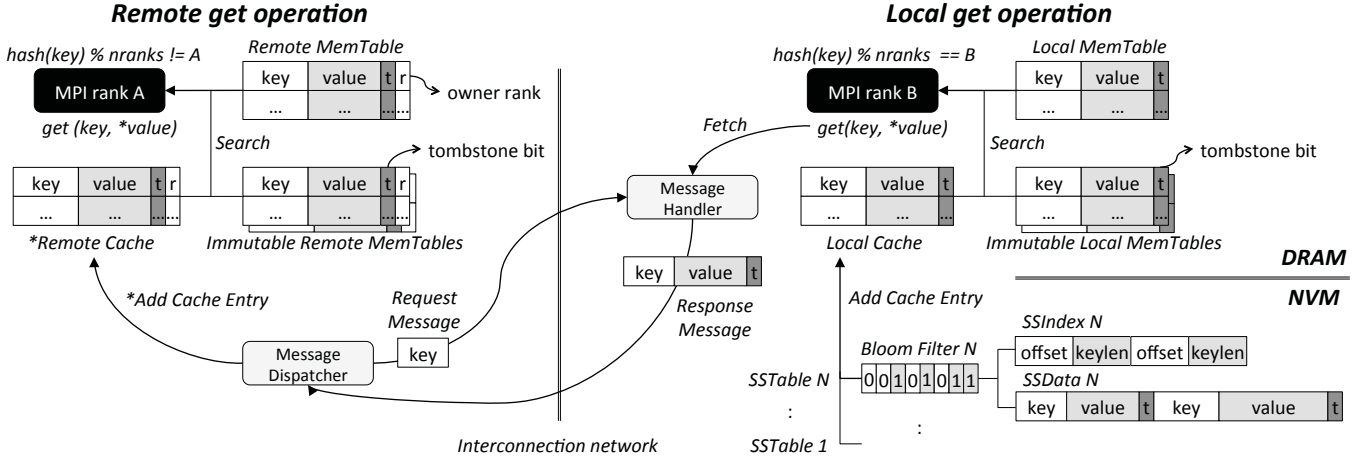 Remote get operation
hash(key) % nranks != A
MPI rank A
get (key, *value)
Remote MemTable
key value t r
... ... ... ...
owner rank
Search
tombstone bit
key value t r
... ... ... ...
*Remote Cache
key value t r
... ... ... ...
Immutable Remote MemTables
*Add Cache Entry
Message
Dispatcher
Request
Message
key
Interconnection network
Local get operation
hash(key) % nranks == B
MPI rank B
get(key, *value)
Local MemTable
key value t
... ... ...
Fetch
Search
tombstone bit
Message
Handler
key value t
Response
Message
key value t
... ... ...
Local Cache
key value t
... ... ...
Immutable Local MemTables
DRAM
NVM
Add Cache Entry
Bloom Filter N
SSTable N
0 0 1 0 1 0 1 1
SSIndex N
offset keylen offset keylen
SSData N
key value t key value t
:
:
SSTable 1